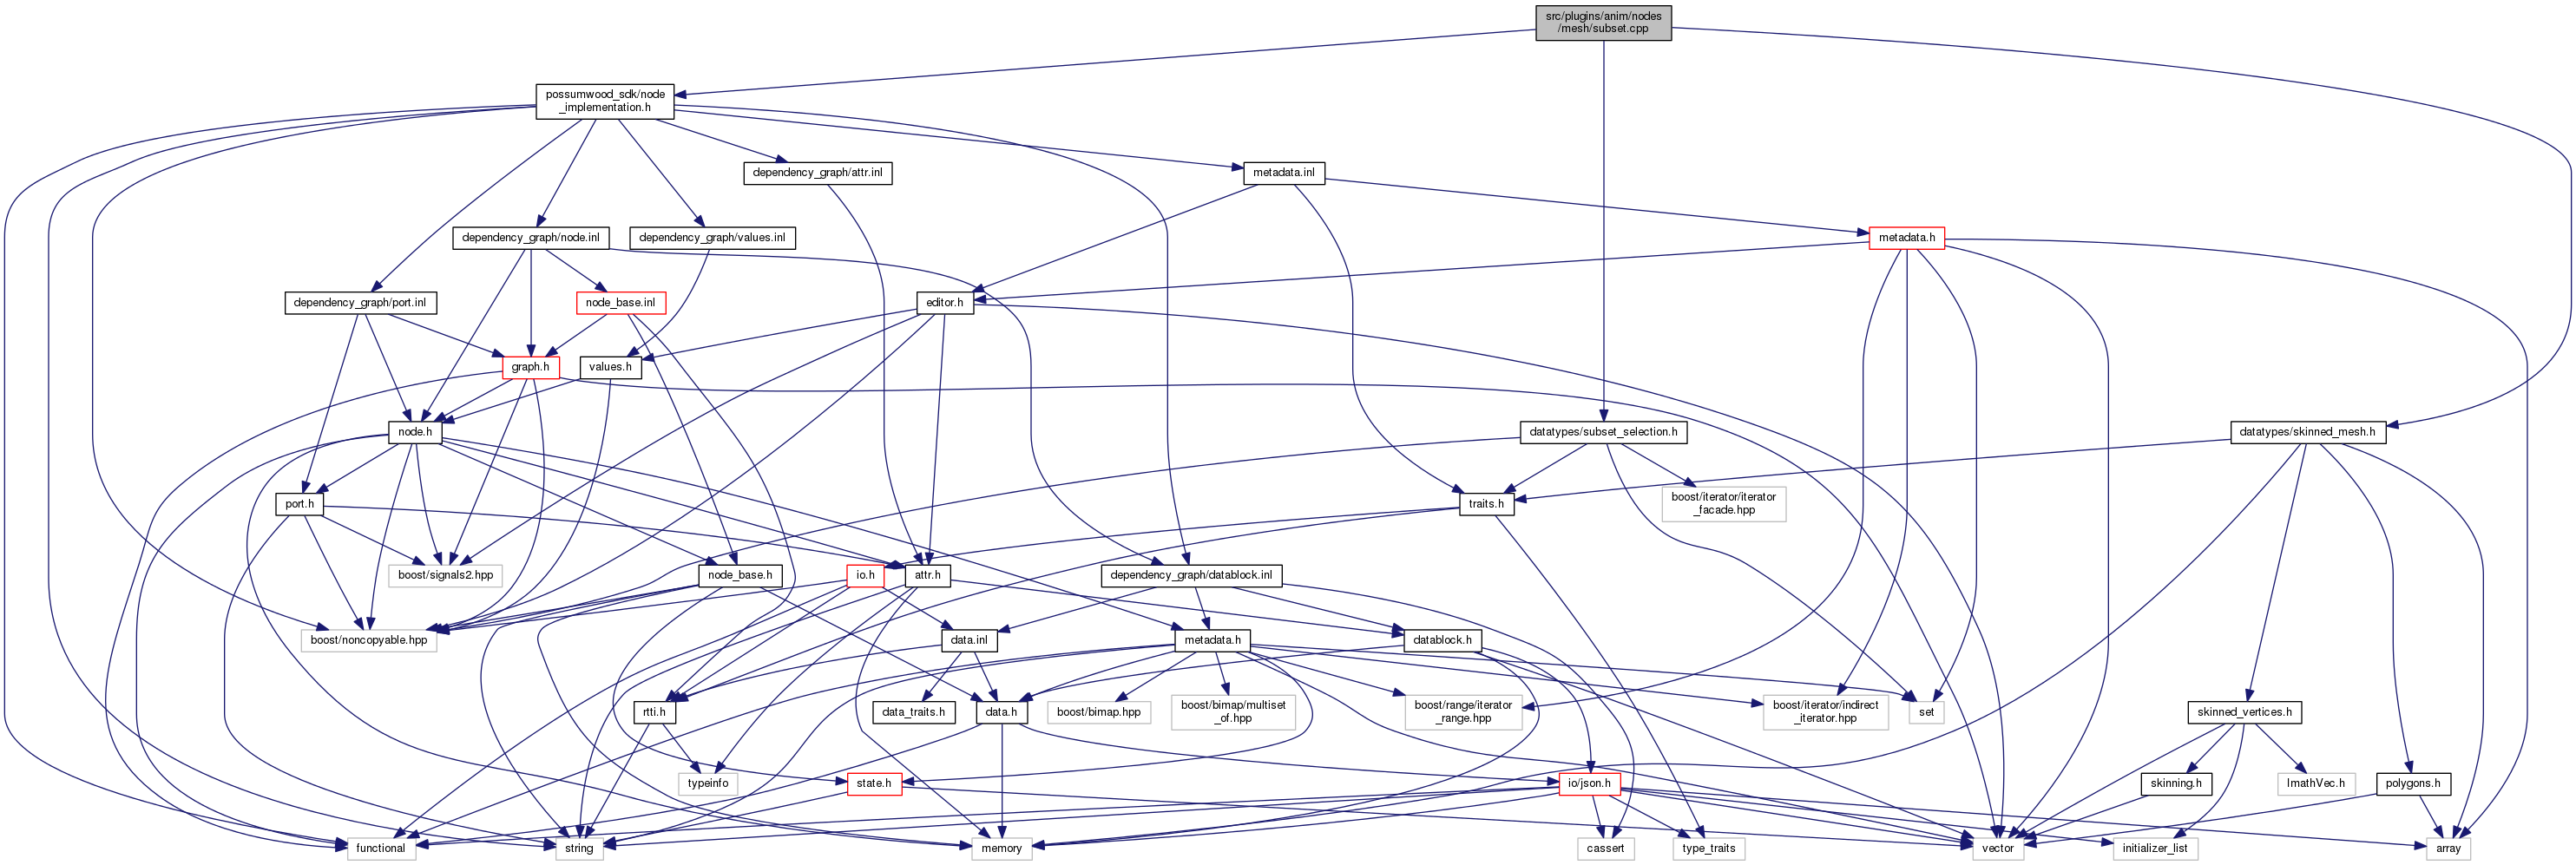 src/plugins/anim/nodes
/mesh/subset.cpp
possumwood_sdk/node
_implementation.h
dependency_graph/attr.inl
metadata.inl
dependency_graph/node.inl
dependency_graph/values.inl
metadata.h
dependency_graph/port.inl
node_base.inl
editor.h
graph.h
values.h
node.h
datatypes/subset_selection.h
datatypes/skinned_mesh.h
port.h
traits.h
boost/iterator/iterator
_facade.hpp
boost/signals2.hpp
node_base.h
io.h
attr.h
dependency_graph/datablock.inl
boost/noncopyable.hpp
data.inl
metadata.h
datablock.h
rtti.h
data_traits.h
data.h
boost/bimap.hpp
boost/bimap/multiset
_of.hpp
boost/range/iterator
_range.hpp
boost/iterator/indirect
_iterator.hpp
set
skinned_vertices.h
typeinfo
state.h
io/json.h
skinning.h
ImathVec.h
polygons.h
functional
string
memory
cassert
type_traits
vector
initializer_list
array